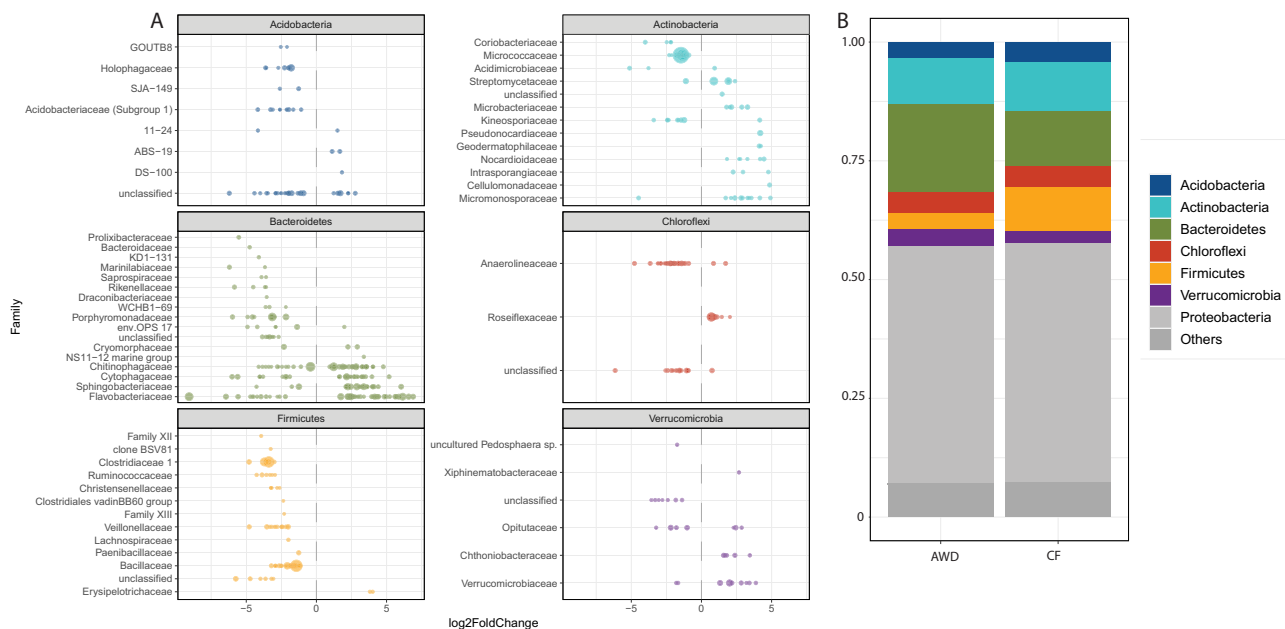 A
B
Family
Acidobacteria
GOUTB8
Holophagaceae
SJA-149
Acidobacteriaceae (Subgroup 1)
11-24
ABS-19
DS-100
unclassified
Actinobacteria
Coriobacteriaceae
Micrococcaceae
Acidimicrobiaceae
Streptomycetaceae
unclassified
Microbacteriaceae
Kineosporiaceae
Pseudonocardiaceae
Geodermatophilaceae
Nocardioidaceae
Intrasporangiaceae
Cellulomonadaceae
Micromonosporaceae
Bacteroidetes
Prolixibacteraceae
Bacteroidaceae
KD1-131
Marinilabiaceae
Saprospiraceae
Rikenellaceae
Draconibacteriaceae
WCHB1-69
Porphyromonadaceae
env.OPS 17
unclassified
Cryomorphaceae
NS11-12 marine group
Chitinophagaceae
Cytophagaceae
Sphingobacteriaceae
Flavobacteriaceae
Chloroflexi
Anaerolineaceae
Roseiflexaceae
unclassified
Firmicutes
Family XII
clone BSV81
Clostridiaceae 1
Ruminococcaceae
Christensenellaceae
Clostridiales vadinBB60 group
Family XIII
Veillonellaceae
Lachnospiraceae
Paenibacillaceae
Bacillaceae
unclassified
Erysipelotrichaceae
−5 0 5
Verrucomicrobia
uncultured Pedosphaera sp.
Xiphinematobacteraceae
unclassified
Opitutaceae
Chthoniobacteraceae
Verrucomicrobiaceae
−5 0 5
log2FoldChange
1.00
0.75
0.50
0.25
0
AWD CF
Acidobacteria
Actinobacteria
Bacteroidetes
Chloroflexi
Firmicutes
Verrucomicrobia
Proteobacteria
Others